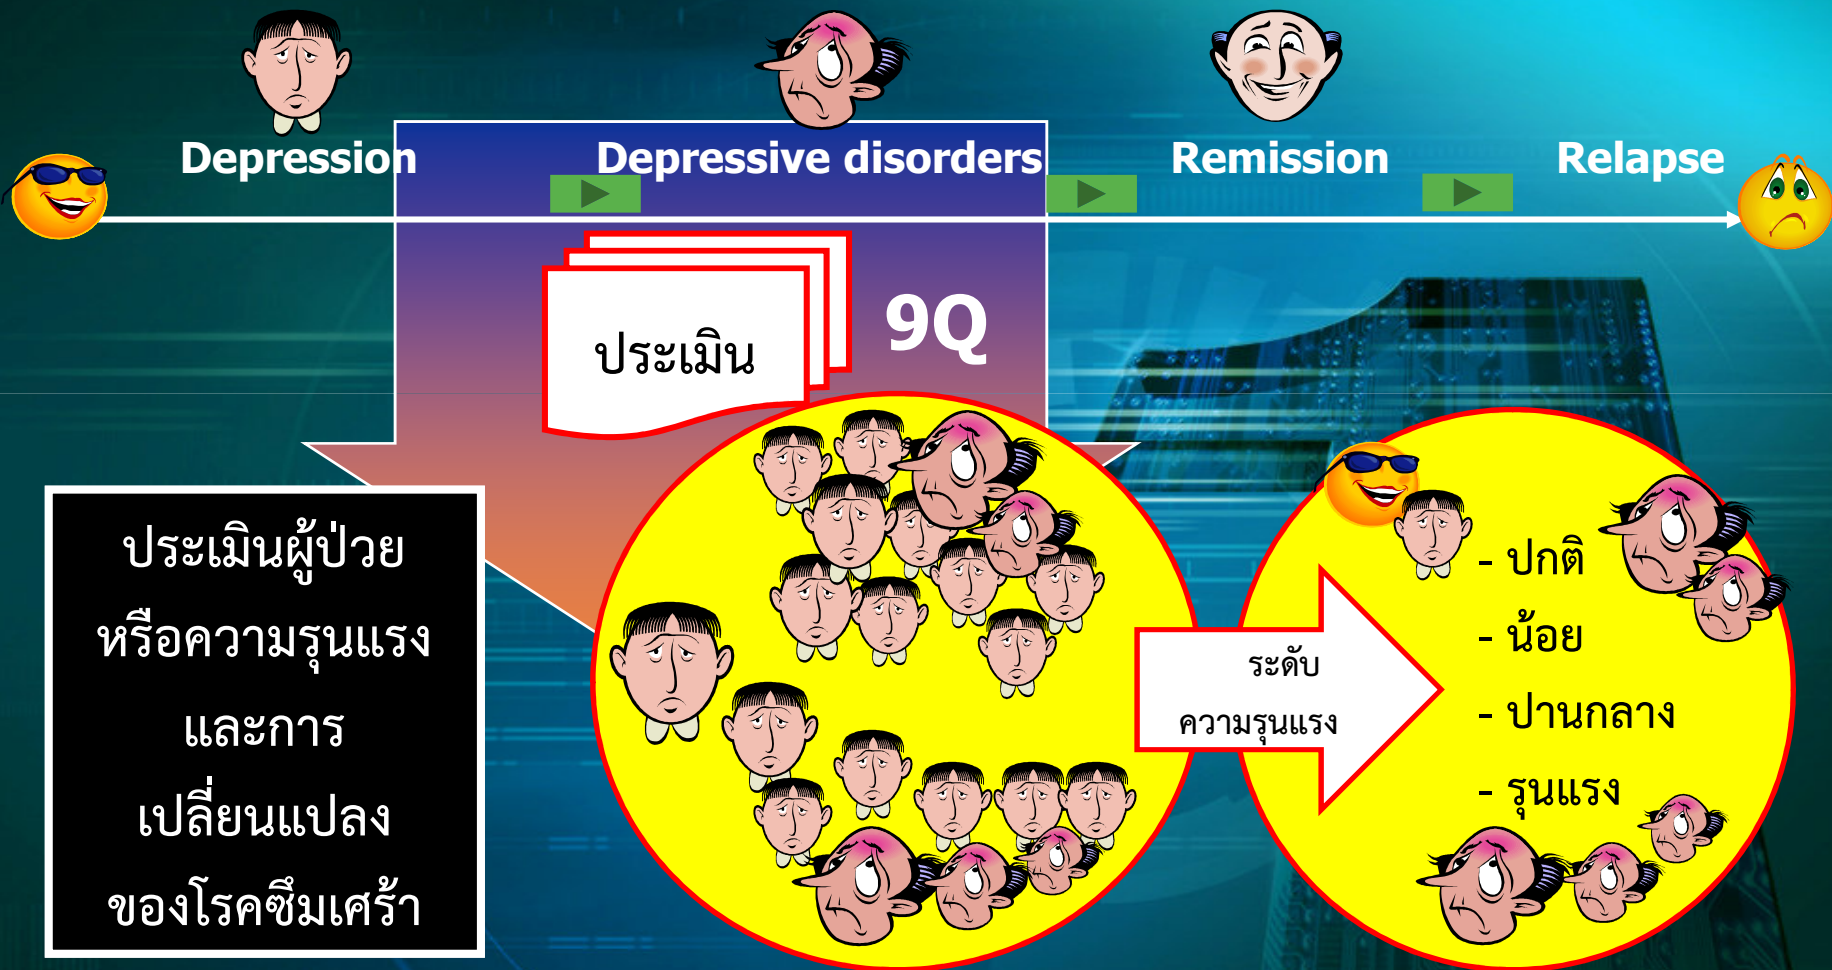 Depression
Depressive disorders
Remission
Relapse
ประเมิน
9Q
ประเมินผู้ป่วย
หรือความรุนแรง
และการ
เปลี่ยนแปลง
ของโรคซึมเศร้า
ระดับ
ความรุนแรง
- ปกติ
- น้อย
- ปานกลาง
- รุนแรง